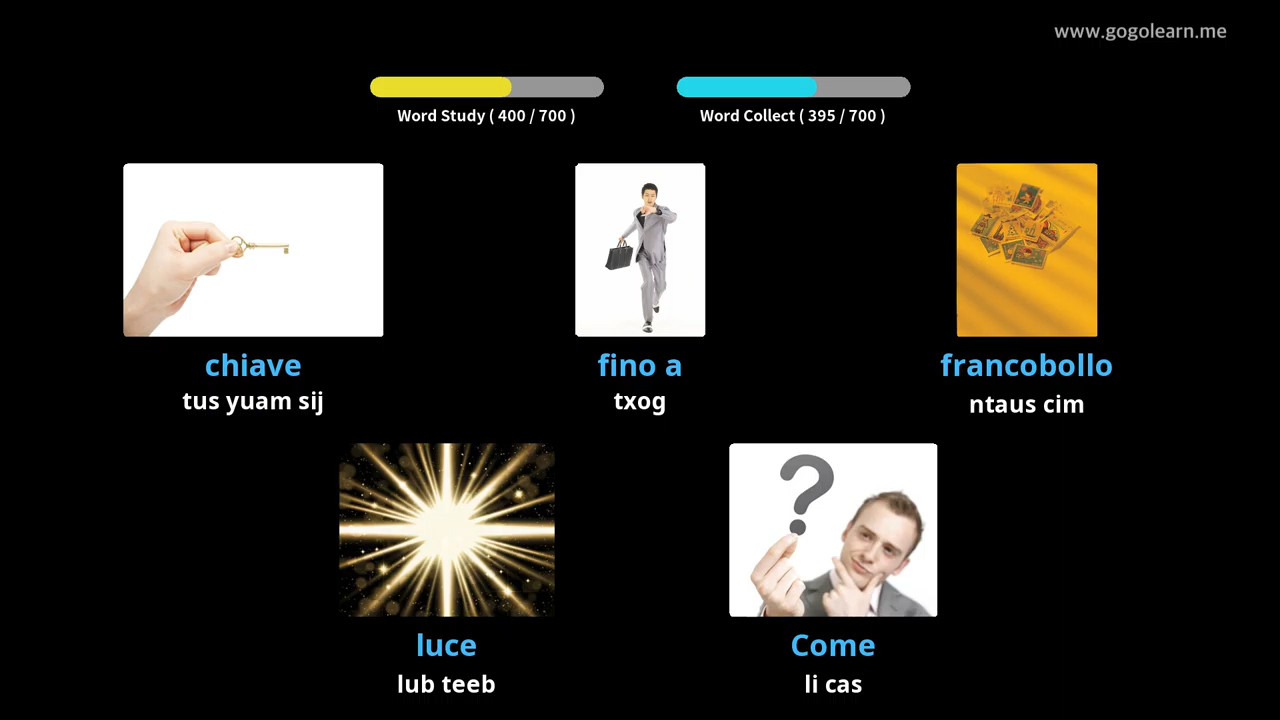 www.gogolearn.me
Word Study ( 400 / 700 )
Word Collect ( 395 / 700 )
chiave
tus yuam sij
fino a
txog
francobollo
ntaus cim
luce
lub teeb
Come
li cas